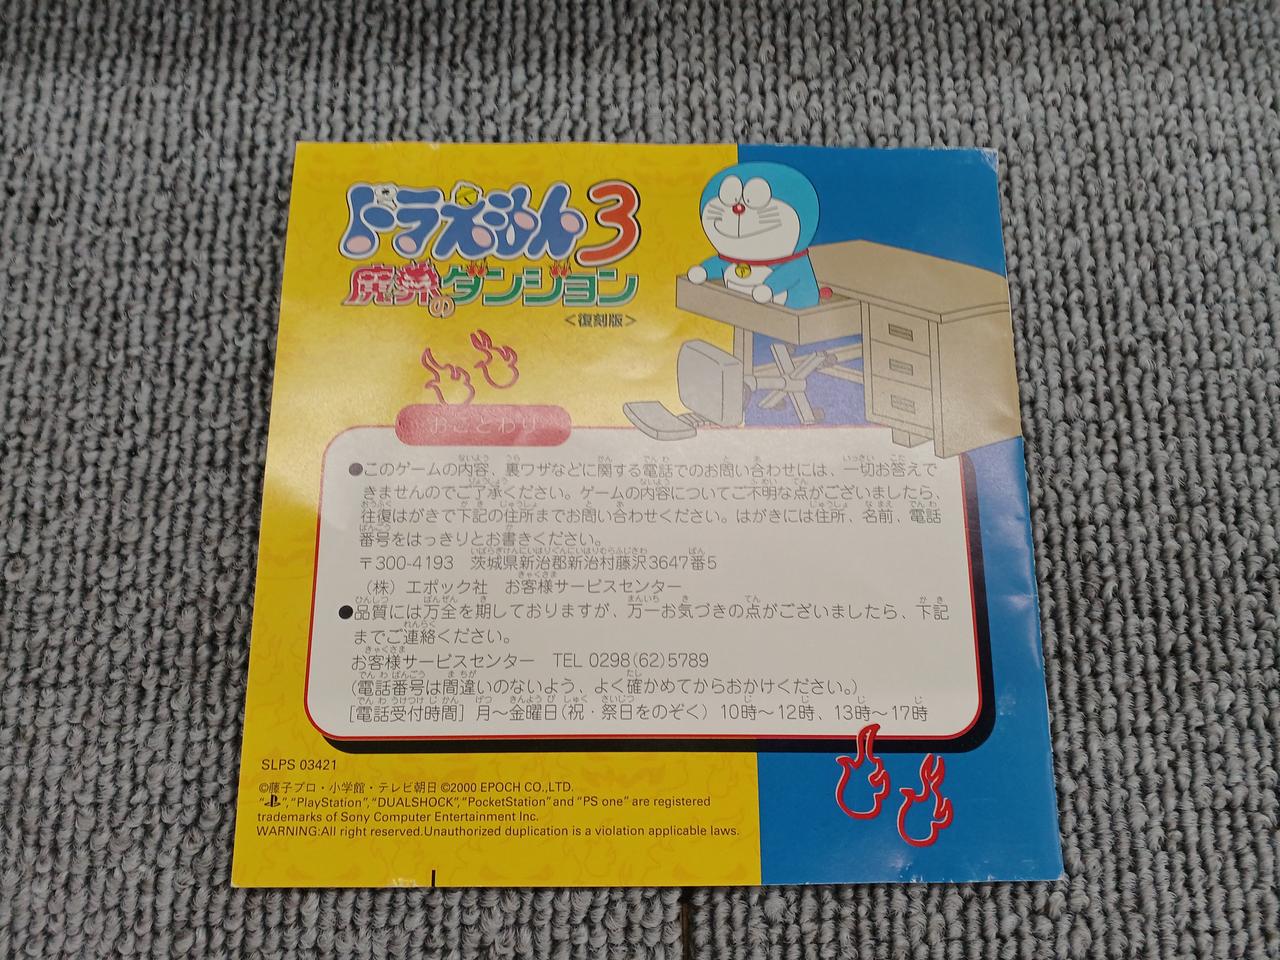 ドラえもん3
魔界のダンジョン
<復刻版>
おことわり
●このゲームの内容、裏ワザなどに関する電話でのお問い合わせには、一切お答えで
きませんのでご了承ください。ゲームの内容についてご不明な点がございましたら、
往復はがきで下記の住所までお問い合わせください。はがきには住所、名前、電話
番号をはっきりとお書きください。
〒300-4193 茨城県新治郡新治村藤沢3647番5
(株)エポック社 お客様サービスセンター
●品質には万全を期しておりますが、万一お気づきの点がございましたら、下記
までご連絡ください。
お客様サービスセンター TEL 0298(62)5789
(電話番号は間違いのないよう、よく確かめてからおかけください。)
[電話受付時間] 月～金曜日(祝・祭日をのぞく) 10時～12時、13時～17時
SLPS 03421
©藤子プロ・小学館・テレビ朝日 ©2000 EPOCH CO.,LTD.
" ", "PlayStation", "DUALSHOCK", "PocketStation" and "PS one" are registered
trademarks of Sony Computer Entertainment Inc.
WARNING:All right reserved.Unauthorized duplication is a violation applicable laws.